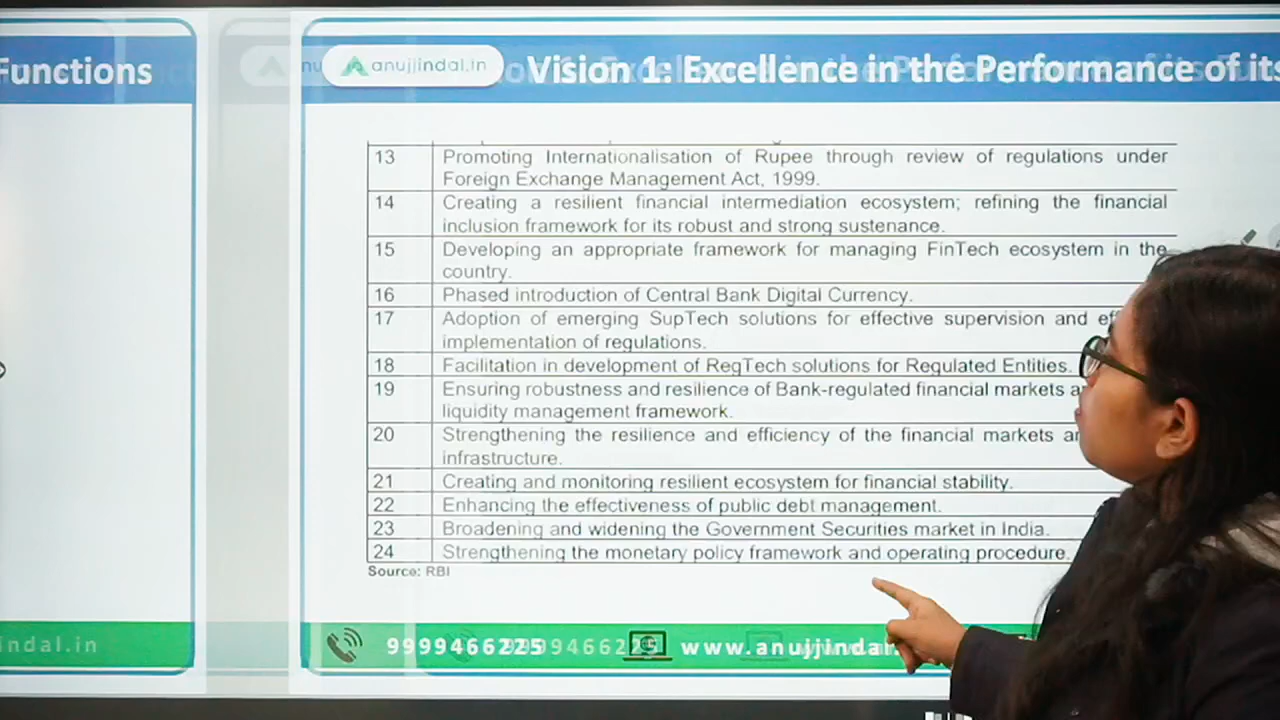 Functions
anujjindal.in
Vision 1: Excellence in the Performance of its
13 Promoting Internationalisation of Rupee through review of regulations under
Foreign Exchange Management Act, 1999.
14 Creating a resilient financial intermediation ecosystem; refining the financial
inclusion framework for its robust and strong sustenance.
15 Developing an appropriate framework for managing FinTech ecosystem in the
country.
16 Phased introduction of Central Bank Digital Currency.
17 Adoption of emerging SupTech solutions for effective supervision and
implementation of regulations.
18 Facilitation in development of RegTech solutions for Regulated Entities.
19 Ensuring robustness and resilience of Bank-regulated financial markets
liquidity management framework.
20 Strengthening the resilience and efficiency of the financial markets
infrastructure.
21 Creating and monitoring resilient ecosystem for financial stability.
22 Enhancing the effectiveness of public debt management.
23 Broadening and widening the Government Securities market in India.
24 Strengthening the monetary policy framework and operating procedure.
Source: RBI
indal.in
9999466225
www.anujjindal